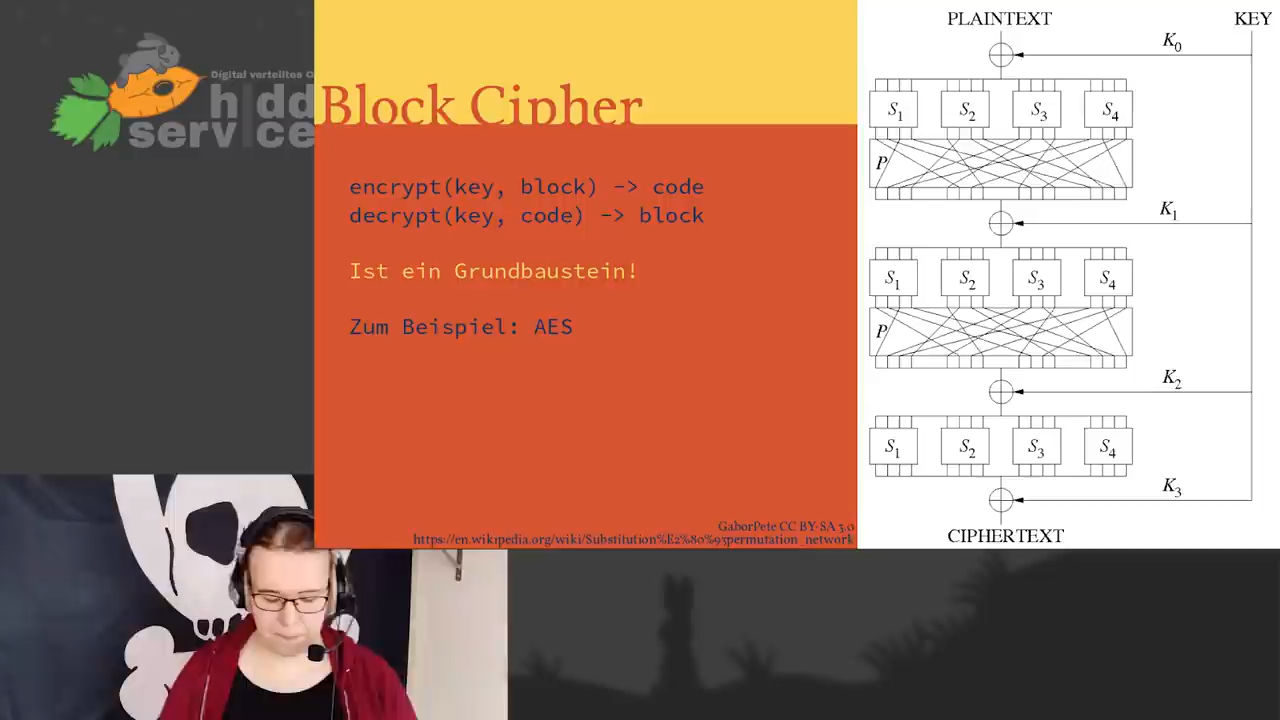 Digital verteiltes O
hidd
service
Block Cipher
encrypt(key, block) -> code
decrypt(key, code) -> block
Ist ein Grundbaustein!
Zum Beispiel: AES
GaborPete CC BY-SA 3.0
https://en.wikipedia.org/wiki/Substitution%E2%80%93permutation_network
PLAINTEXT KEY
K0
S1 S2 S3 S4
P
K1
S1 S2 S3 S4
P
K2
S1 S2 S3 S4
K3
CIPHERTEXT